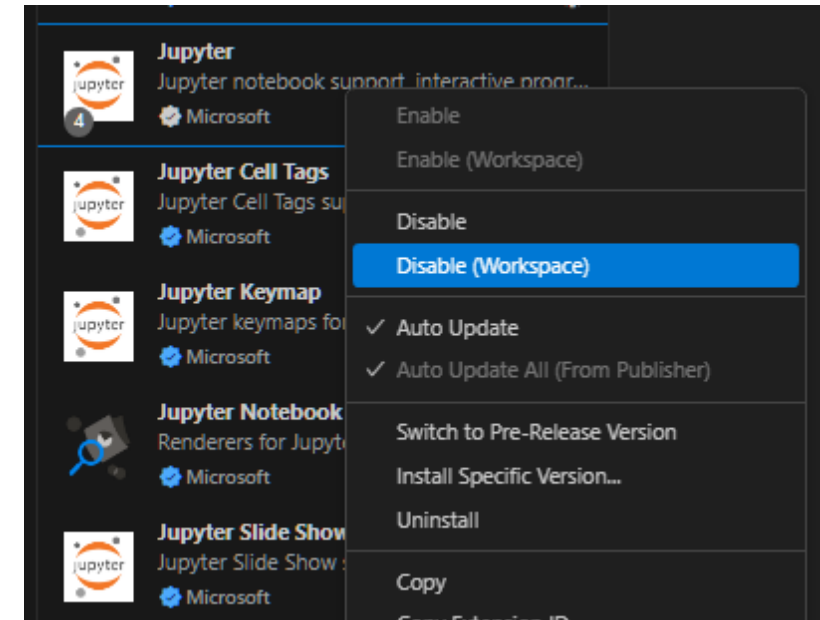 Jupyter
Jupyter notebook support, interactive progr...
jupyter
4
Microsoft
Enable
Enable (Workspace)
Jupyter Cell Tags
Jupyter Cell Tags
jupyter
Microsoft
Disable
Disable (Workspace)
Jupyter Keymap
Jupyter keymaps
jupyter
Microsoft
Auto Update
Auto Update All (From Publisher)
Jupyter Notebook
Renderers for
Microsoft
Switch to Pre-Release Version
Install Specific Version...
Uninstall
Jupyter Slide Show
Jupyter Slide Show
jupyter
Microsoft
Copy
Copy Extension ID